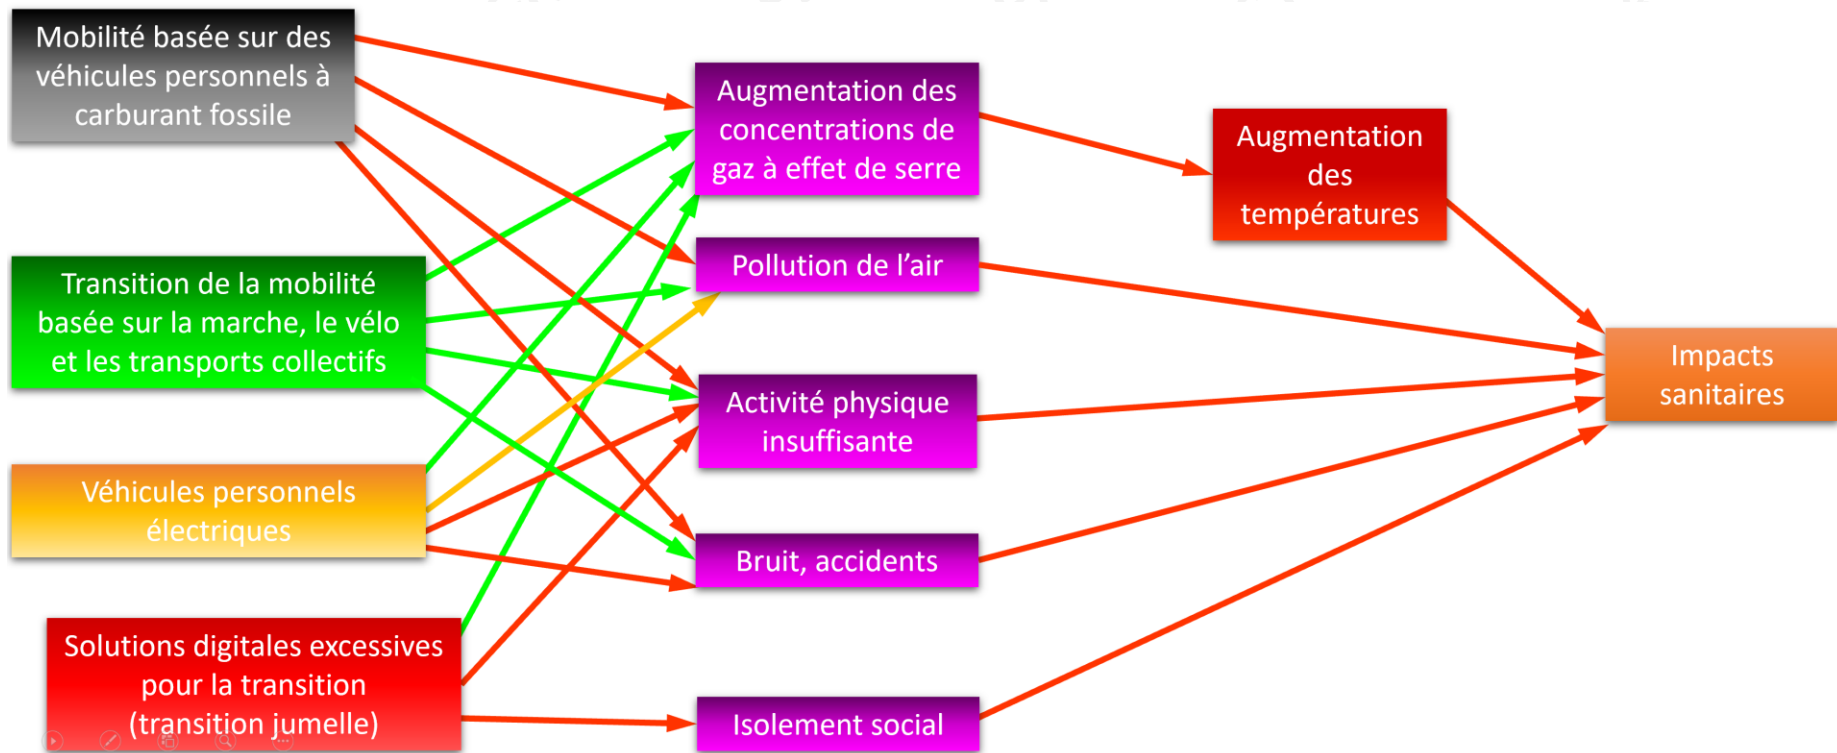 Mobilité basée sur des
véhicules personnels à
carburant fossile
Transition de la mobilité
basée sur la marche, le vélo
et les transports collectifs
Véhicules personnels
électriques
Solutions digitales excessives
pour la transition
(transition jumelle)
Augmentation des
concentrations de
gaz à effet de serre
Pollution de l’air
Activité physique
insuffisante
Bruit, accidents
Isolement social
Augmentation
des
températures
Impacts
sanitaires